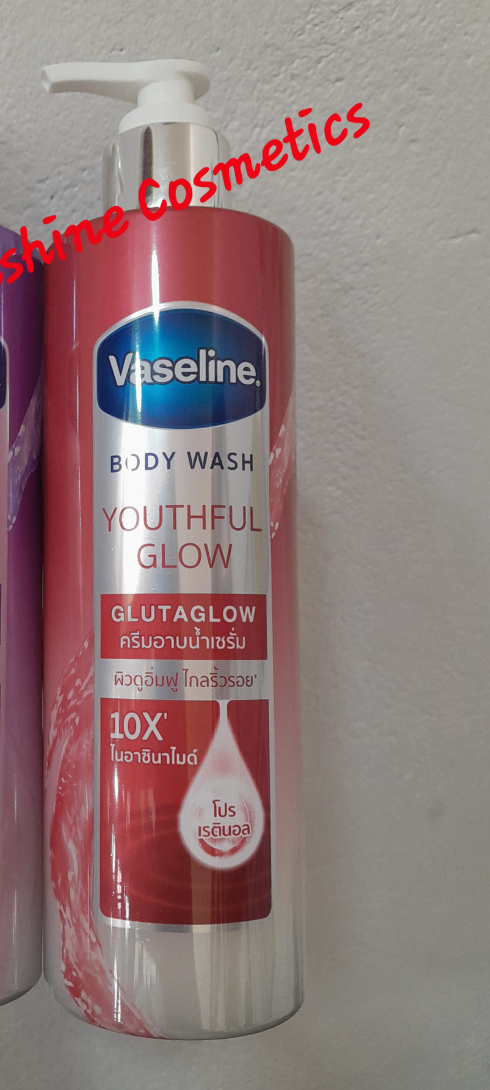 shine Cosmetics
Vaseline.
BODY WASH
YOUTHFUL
GLOW
GLUTAGLOW
ครีมอาบน้ำเซรั่ม
ผิวดูอิ่มฟู ไกลริ้วรอย'
10X'
ไนอาซินาไมด์
โปร
เรตินอล